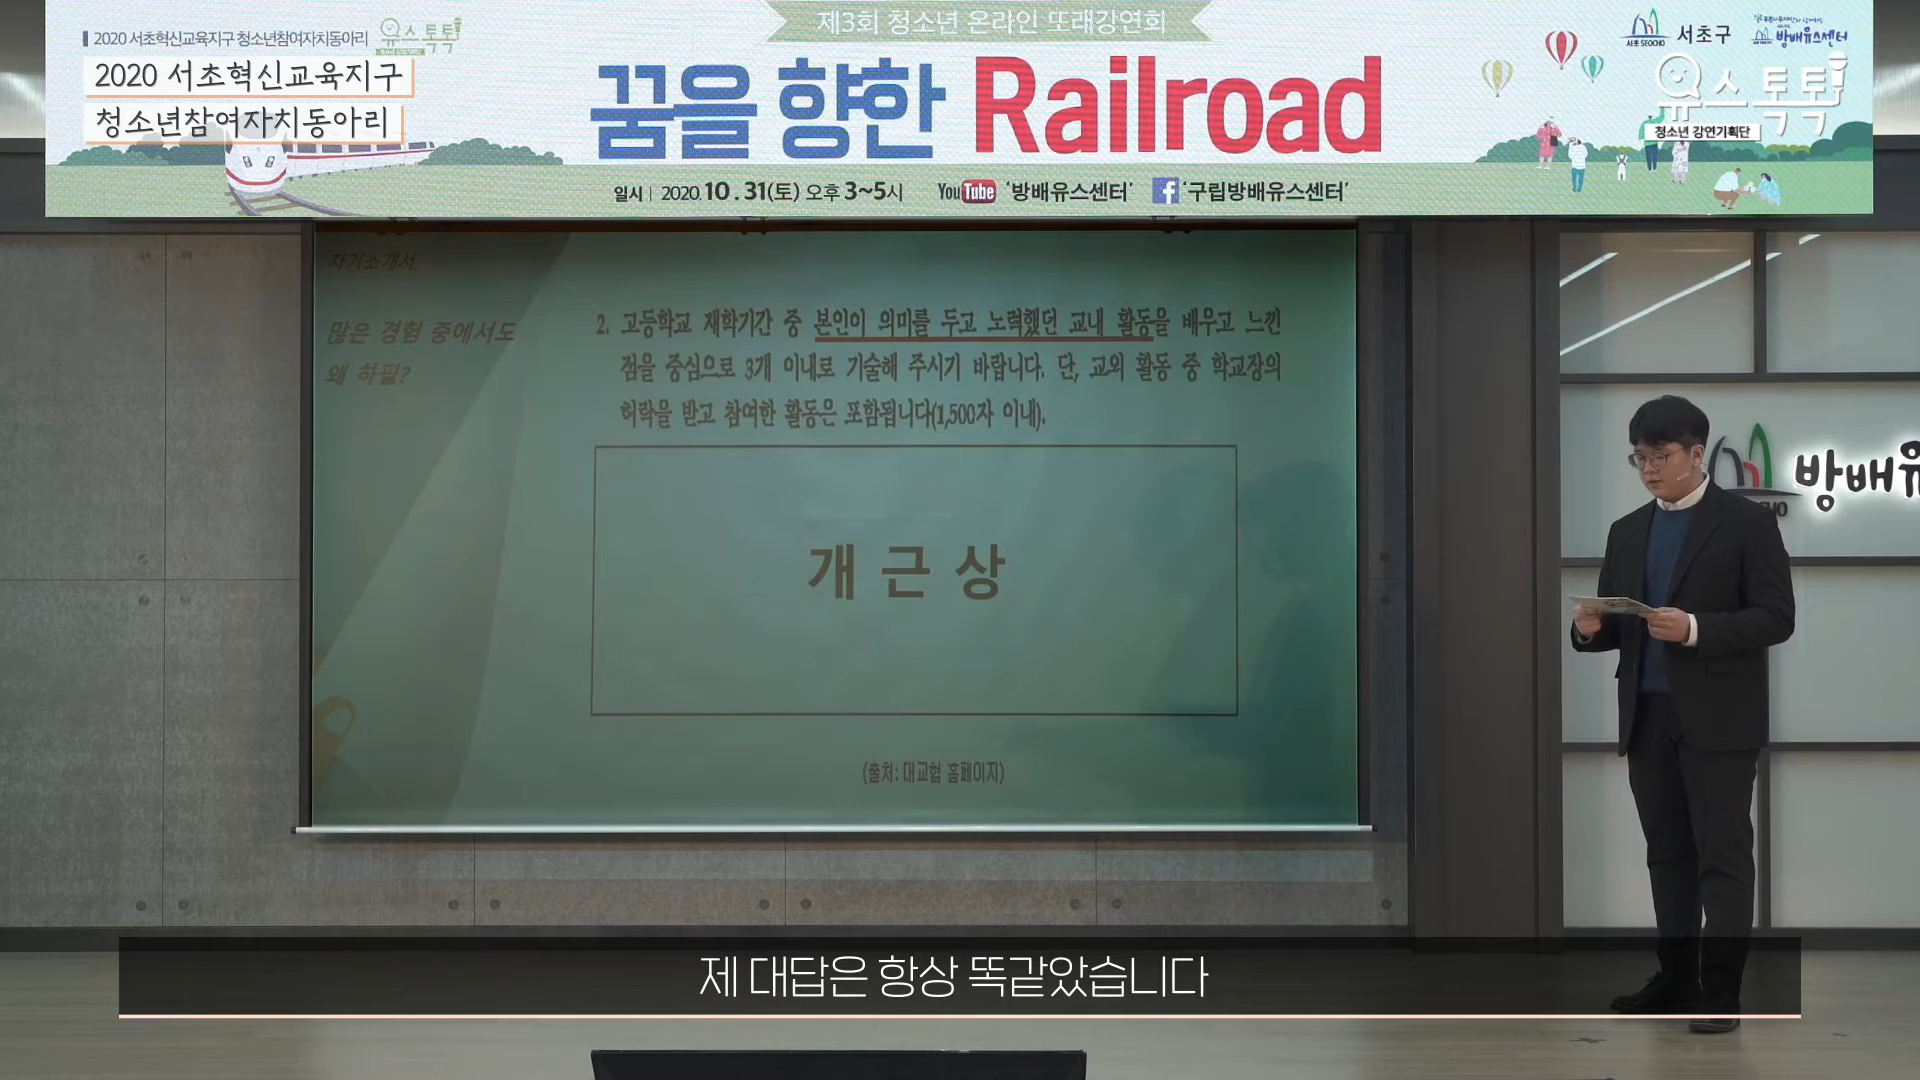 제3회 청소년 온라인 또래강연회
2020 서초혁신교육지구 청소년참여자치동아리
유스톡톡
2020 서초혁신교육지구
청소년참여자치동아리
꿈을 향한 Railroad
서초 SEOCHO
서초구
방배유스센터
유스톡톡
청소년 강연기획단
일시 | 2020. 10. 31(토) 오후 3~5시 YouTube '방배유스센터' f '구립방배유스센터'
자기소개서
많은 경험 중에서도
왜 하필?
2. 고등학교 재학기간 중 본인이 의미를 두고 노력했던 교내 활동을 배우고 느낀
점을 중심으로 3개 이내로 기술해 주시기 바랍니다. 단, 교외 활동 중 학교장의
허락을 받고 참여한 활동은 포함됩니다(1,500자 이내).
개 근 상
(출처: 대교협 홈페이지)
방배유
제 대답은 항상 똑같았습니다